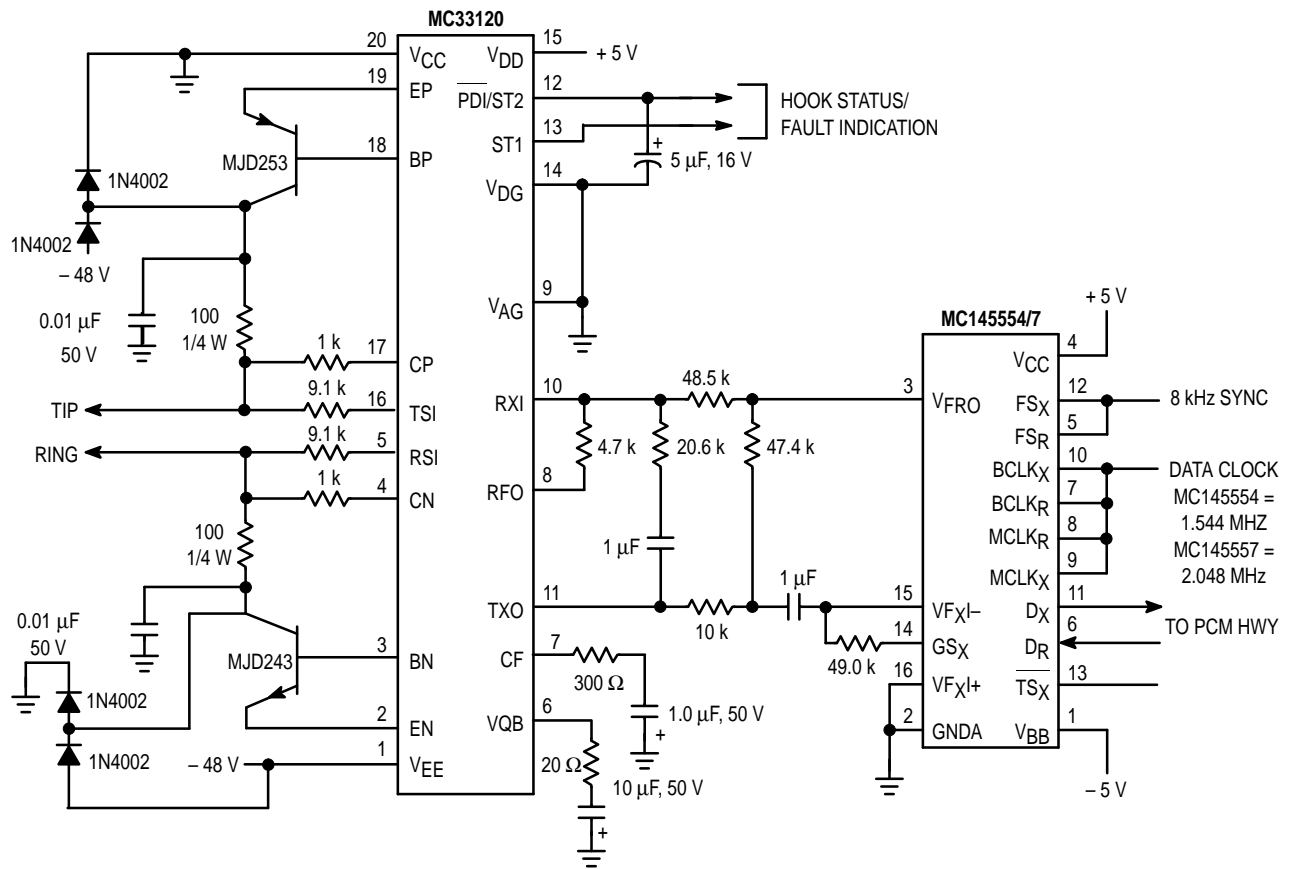 MC33120
20
VCC
19
EP
18
BP
17
CP
16
TSI
5
RSI
4
CN
3
BN
2
EN
1
VEE
15
VDD
+ 5 V
12
PDI/ST2
13
ST1
14
VDG
9
VAG
10
RXI
8
RFO
11
TXO
7
CF
6
VQB
HOOK STATUS/
FAULT INDICATION
+
5 µF, 16 V
MJD253
1N4002
1N4002
– 48 V
0.01 µF
50 V
100
1/4 W
1 k
9.1 k
TIP
RING
9.1 k
1 k
100
1/4 W
0.01 µF
50 V
MJD243
1N4002
1N4002
– 48 V
48.5 k
4.7 k
20.6 k
47.4 k
1 µF
1 µF
10 k
49.0 k
300 Ω
1.0 µF, 50 V
+
20 Ω
10 µF, 50 V
+
MC145554/7
+ 5 V
4
VCC
3
VFRO
12
FSX
5
FSR
8 kHz SYNC
10
BCLKX
7
BCLKR
8
MCLKR
9
MCLKX
DATA CLOCK
MC145554 =
1.544 MHZ
MC145557 =
2.048 MHz
15
VFXI–
11
DX
14
GSX
6
DR
TO PCM HWY
16
VFXI+
13
TSX
2
GNDA
1
VBB
– 5 V